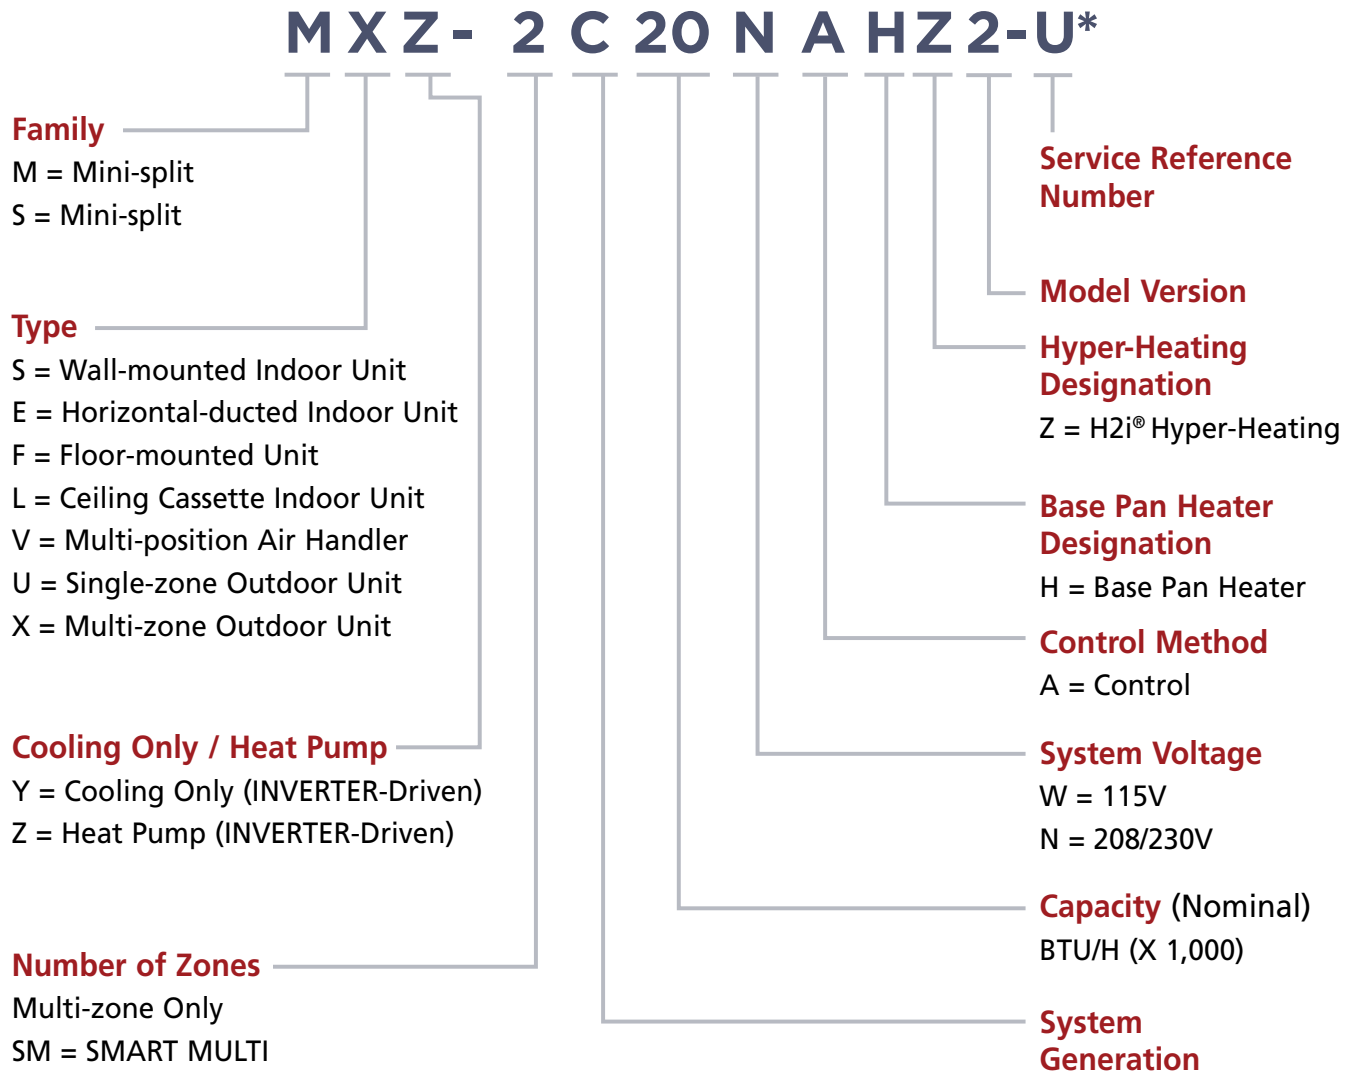 MXZ- 2C20NAHZ2-U*
Family
M = Mini-split
S = Mini-split
Type
S = Wall-mounted Indoor Unit
E = Horizontal-ducted Indoor Unit
F = Floor-mounted Unit
L = Ceiling Cassette Indoor Unit
V = Multi-position Air Handler
U = Single-zone Outdoor Unit
X = Multi-zone Outdoor Unit
Cooling Only / Heat Pump
Y = Cooling Only (INVERTER-Driven)
Z = Heat Pump (INVERTER-Driven)
Number of Zones
Multi-zone Only
SM = SMART MULTI
Service Reference
Number
Model Version
Hyper-Heating
Designation
Z = H2i® Hyper-Heating
Base Pan Heater
Designation
H = Base Pan Heater
Control Method
A = Control
System Voltage
W = 115V
N = 208/230V
Capacity (Nominal)
BTU/H (X 1,000)
System
Generation